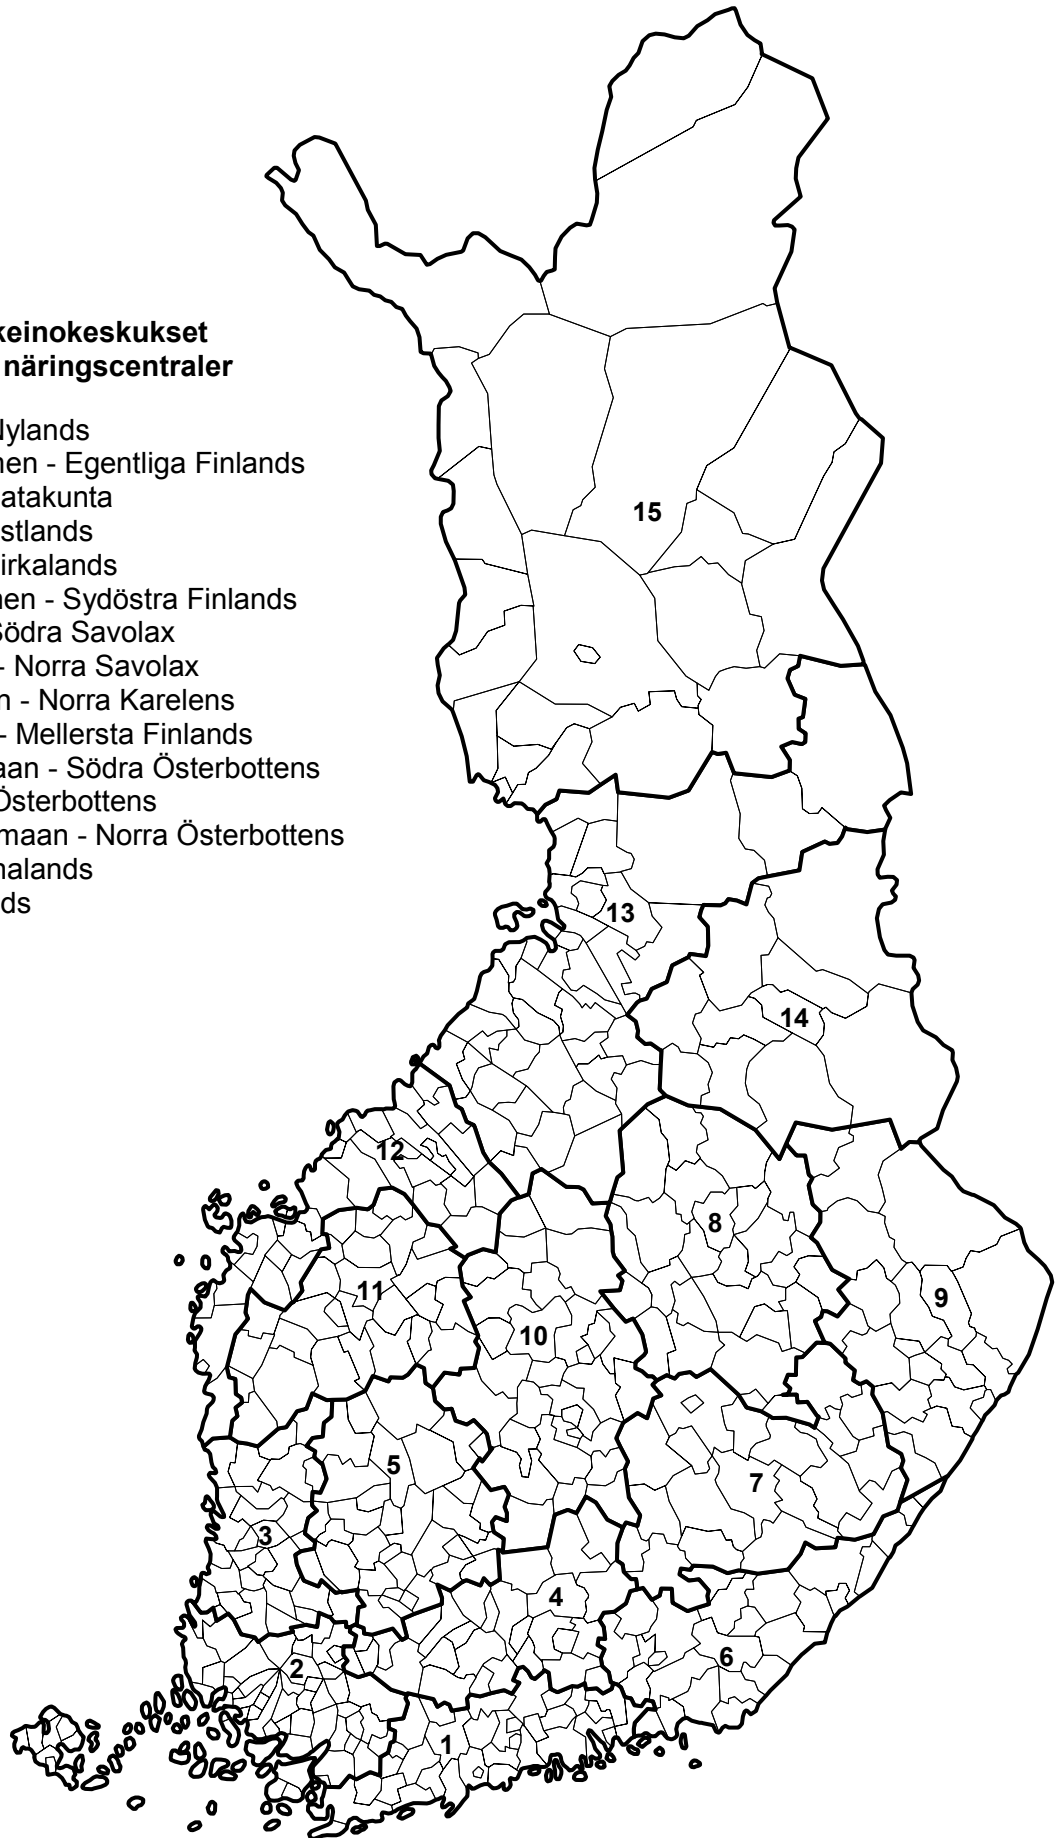 keinokeskukset
näringscentraler
Nylands
nen - Egentliga Finlands
atakunta
stlands
irkalands
nen - Sydöstra Finlands
Södra Savolax
- Norra Savolax
n - Norra Karelens
- Mellersta Finlands
aan - Södra Österbottens
Österbottens
maan - Norra Österbottens
nalands
ds
15
13
14
12
8
11
9
10
5
7
3
4
6
2
1